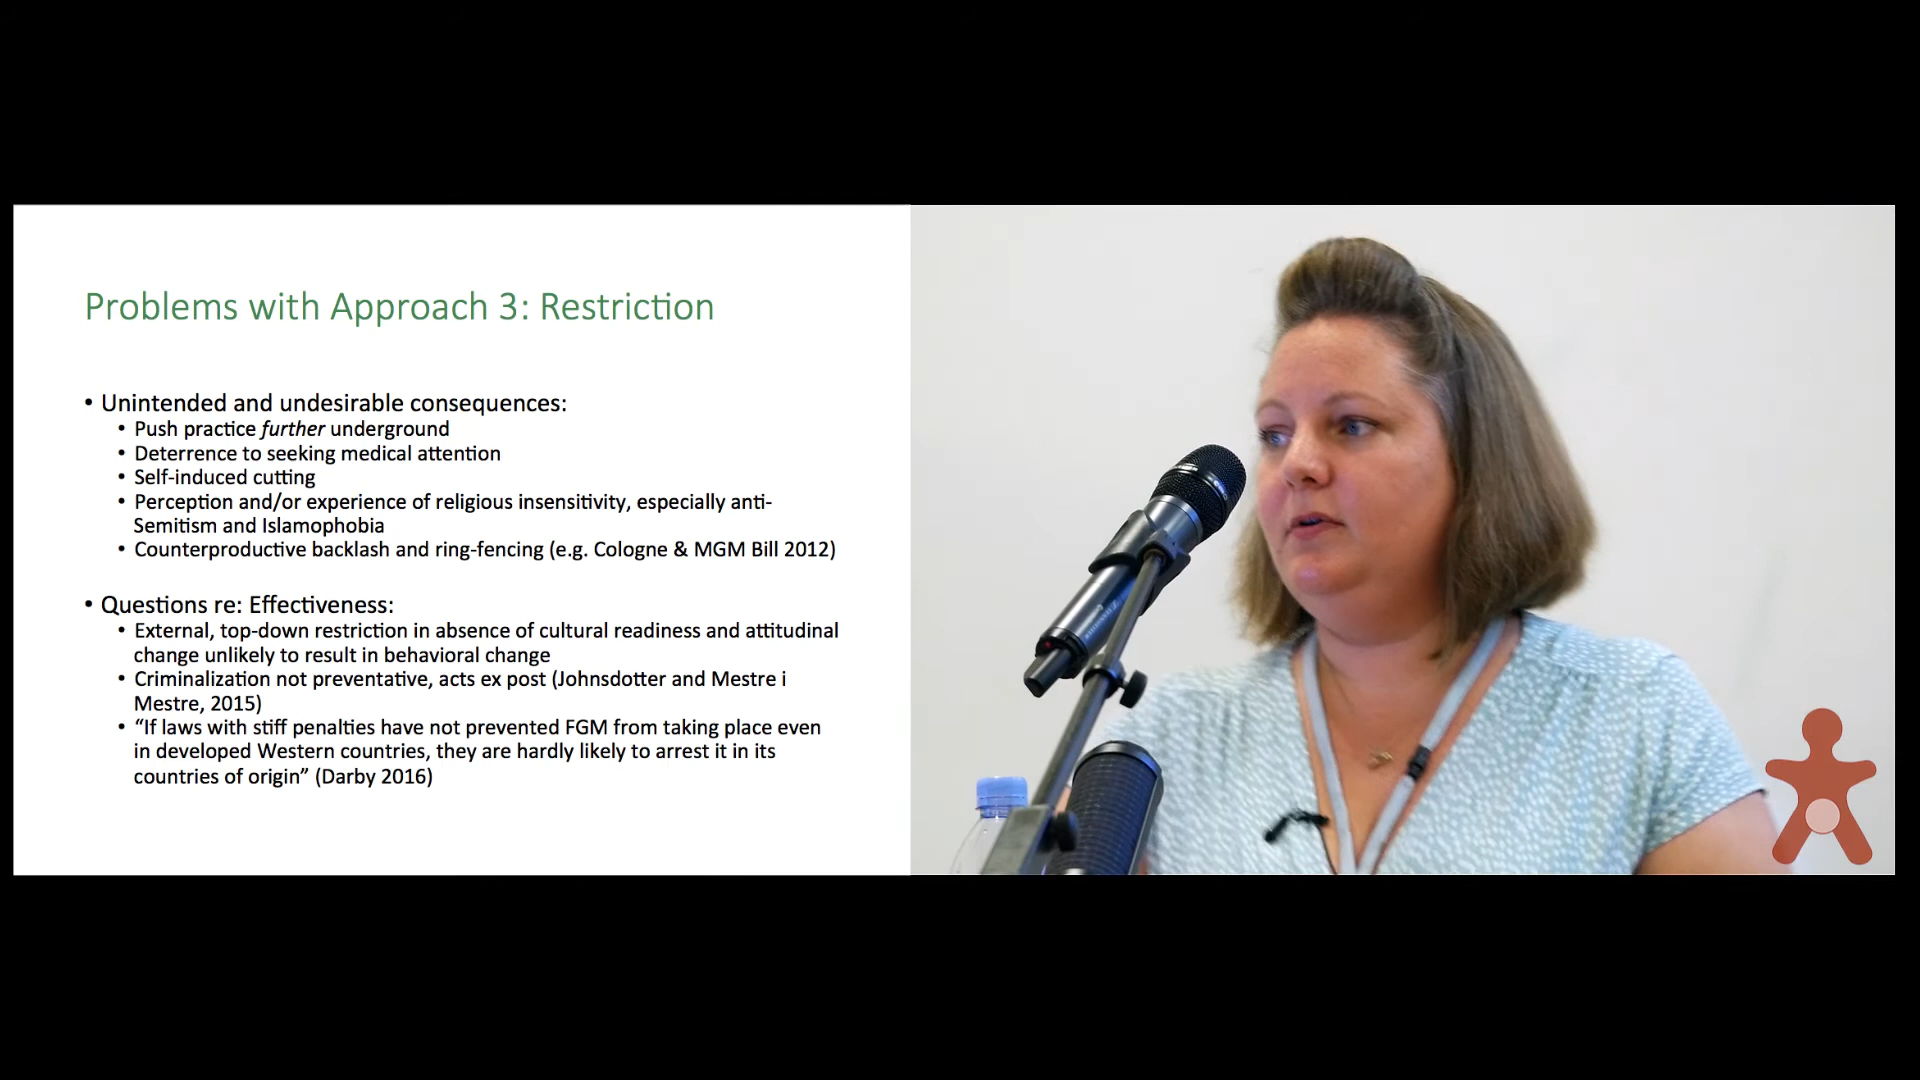 Problems with Approach 3: Restriction
• Unintended and undesirable consequences:
• Push practice further underground
• Deterrence to seeking medical attention
• Self-induced cutting
• Perception and/or experience of religious insensitivity, especially anti-
Semitism and Islamophobia
• Counterproductive backlash and ring-fencing (e.g. Cologne & MGM Bill 2012)
• Questions re: Effectiveness:
• External, top-down restriction in absence of cultural readiness and attitudinal
change unlikely to result in behavioral change
• Criminalization not preventative, acts ex post (Johnsdotter and Mestre i
Mestre, 2015)
• “If laws with stiff penalties have not prevented FGM from taking place even
in developed Western countries, they are hardly likely to arrest it in its
countries of origin” (Darby 2016)